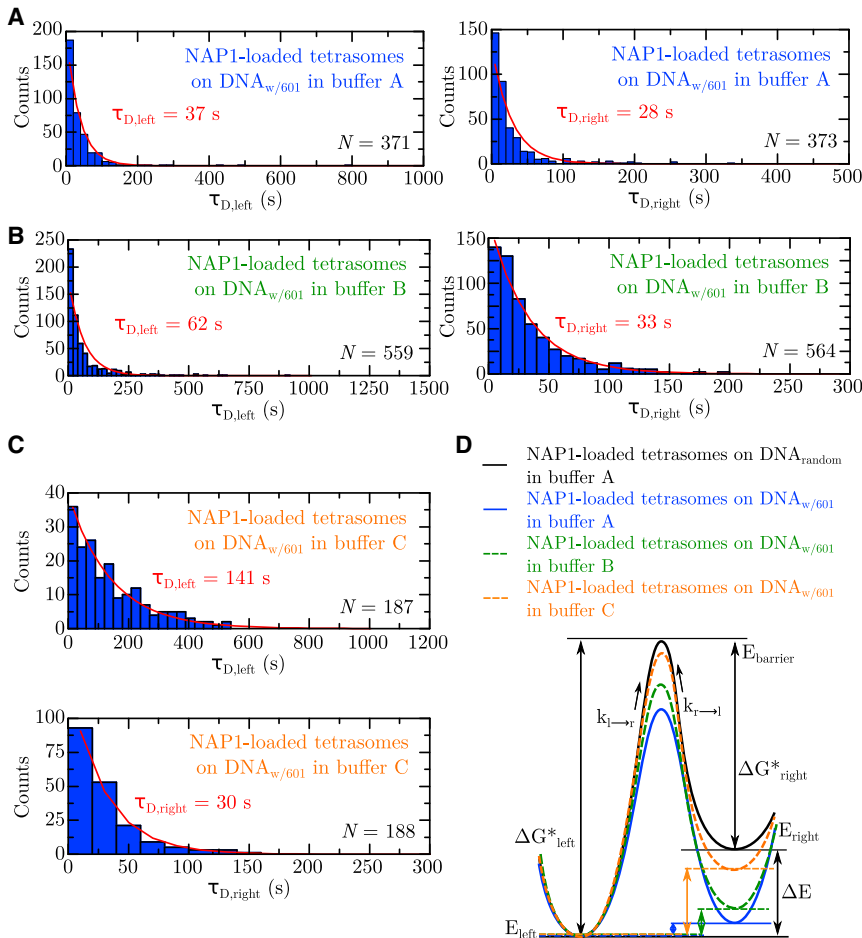 A
NAP1-loaded tetrasomes
on DNAw/601 in buffer A
τD,left = 37 s
N = 371
Counts
200
150
100
50
0
0 200 400 600 800 1000
τD,left (s)
NAP1-loaded tetrasomes
on DNAw/601 in buffer A
τD,right = 28 s
N = 373
Counts
150
100
50
0
0 100 200 300 400 500
τD,right (s)
B
NAP1-loaded tetrasomes
on DNAw/601 in buffer B
τD,left = 62 s
N = 559
Counts
250
200
150
100
50
0
0 250 500 750 1000 1250 1500
τD,left (s)
NAP1-loaded tetrasomes
on DNAw/601 in buffer B
τD,right = 33 s
N = 564
Counts
150
100
50
0
0 50 100 150 200 250 300
τD,right (s)
C
NAP1-loaded tetrasomes
on DNAw/601 in buffer C
τD,left = 141 s
N = 187
Counts
40
30
20
10
0
0 200 400 600 800 1000 1200
τD,left (s)
NAP1-loaded tetrasomes
on DNAw/601 in buffer C
τD,right = 30 s
N = 188
Counts
100
75
50
25
0
0 50 100 150 200 250 300
τD,right (s)
D
NAP1-loaded tetrasomes on DNArandom
in buffer A
NAP1-loaded tetrasomes on DNAw/601
in buffer A
NAP1-loaded tetrasomes on DNAw/601
in buffer B
NAP1-loaded tetrasomes on DNAw/601
in buffer C
Ebarrier
kl→r
kr→l
ΔG*right
ΔG*left
Eright
ΔE
Eleft